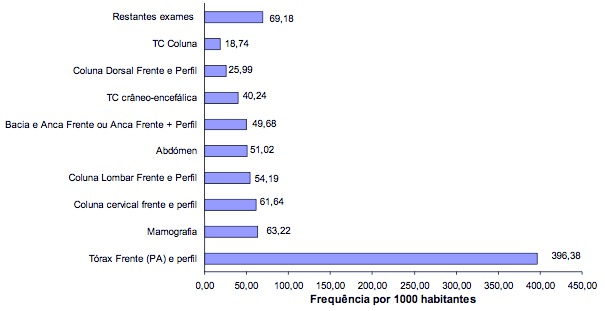 Restantes exames 69,18
TC Coluna 18,74
Coluna Dorsal Frente e Perfil 25,99
TC crâneo-encefálica 40,24
Bacia e Anca Frente ou Anca Frente + Perfil 49,68
Abdómen 51,02
Coluna Lombar Frente e Perfil 54,19
Coluna cervical frente e perfil 61,64
Mamografia 63,22
Tórax Frente (PA) e perfil 396,38
0,00 50,00 100,00 150,00 200,00 250,00 300,00 350,00 400,00 450,00
Frequência por 1000 habitantes